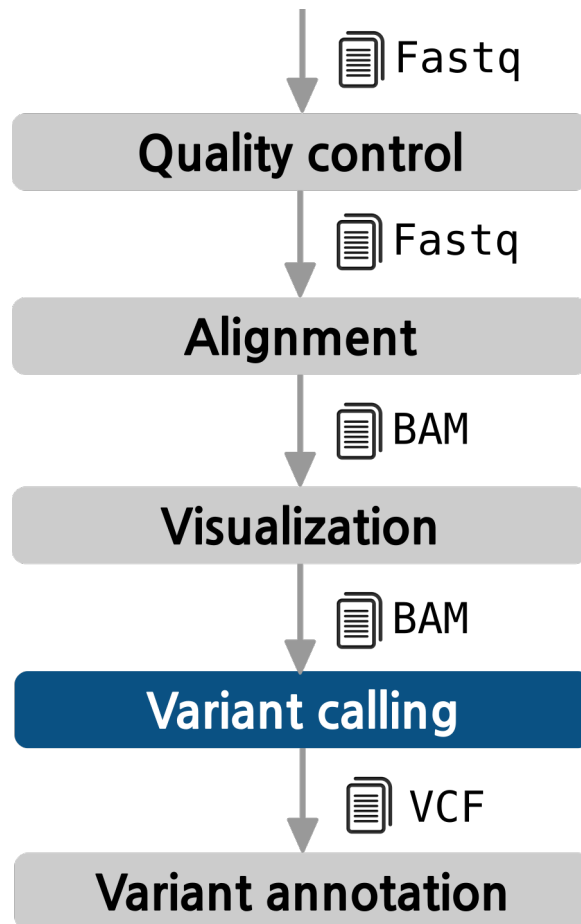 Fastq
Quality control
Fastq
Alignment
BAM
Visualization
BAM
Variant calling
VCF
Variant annotation